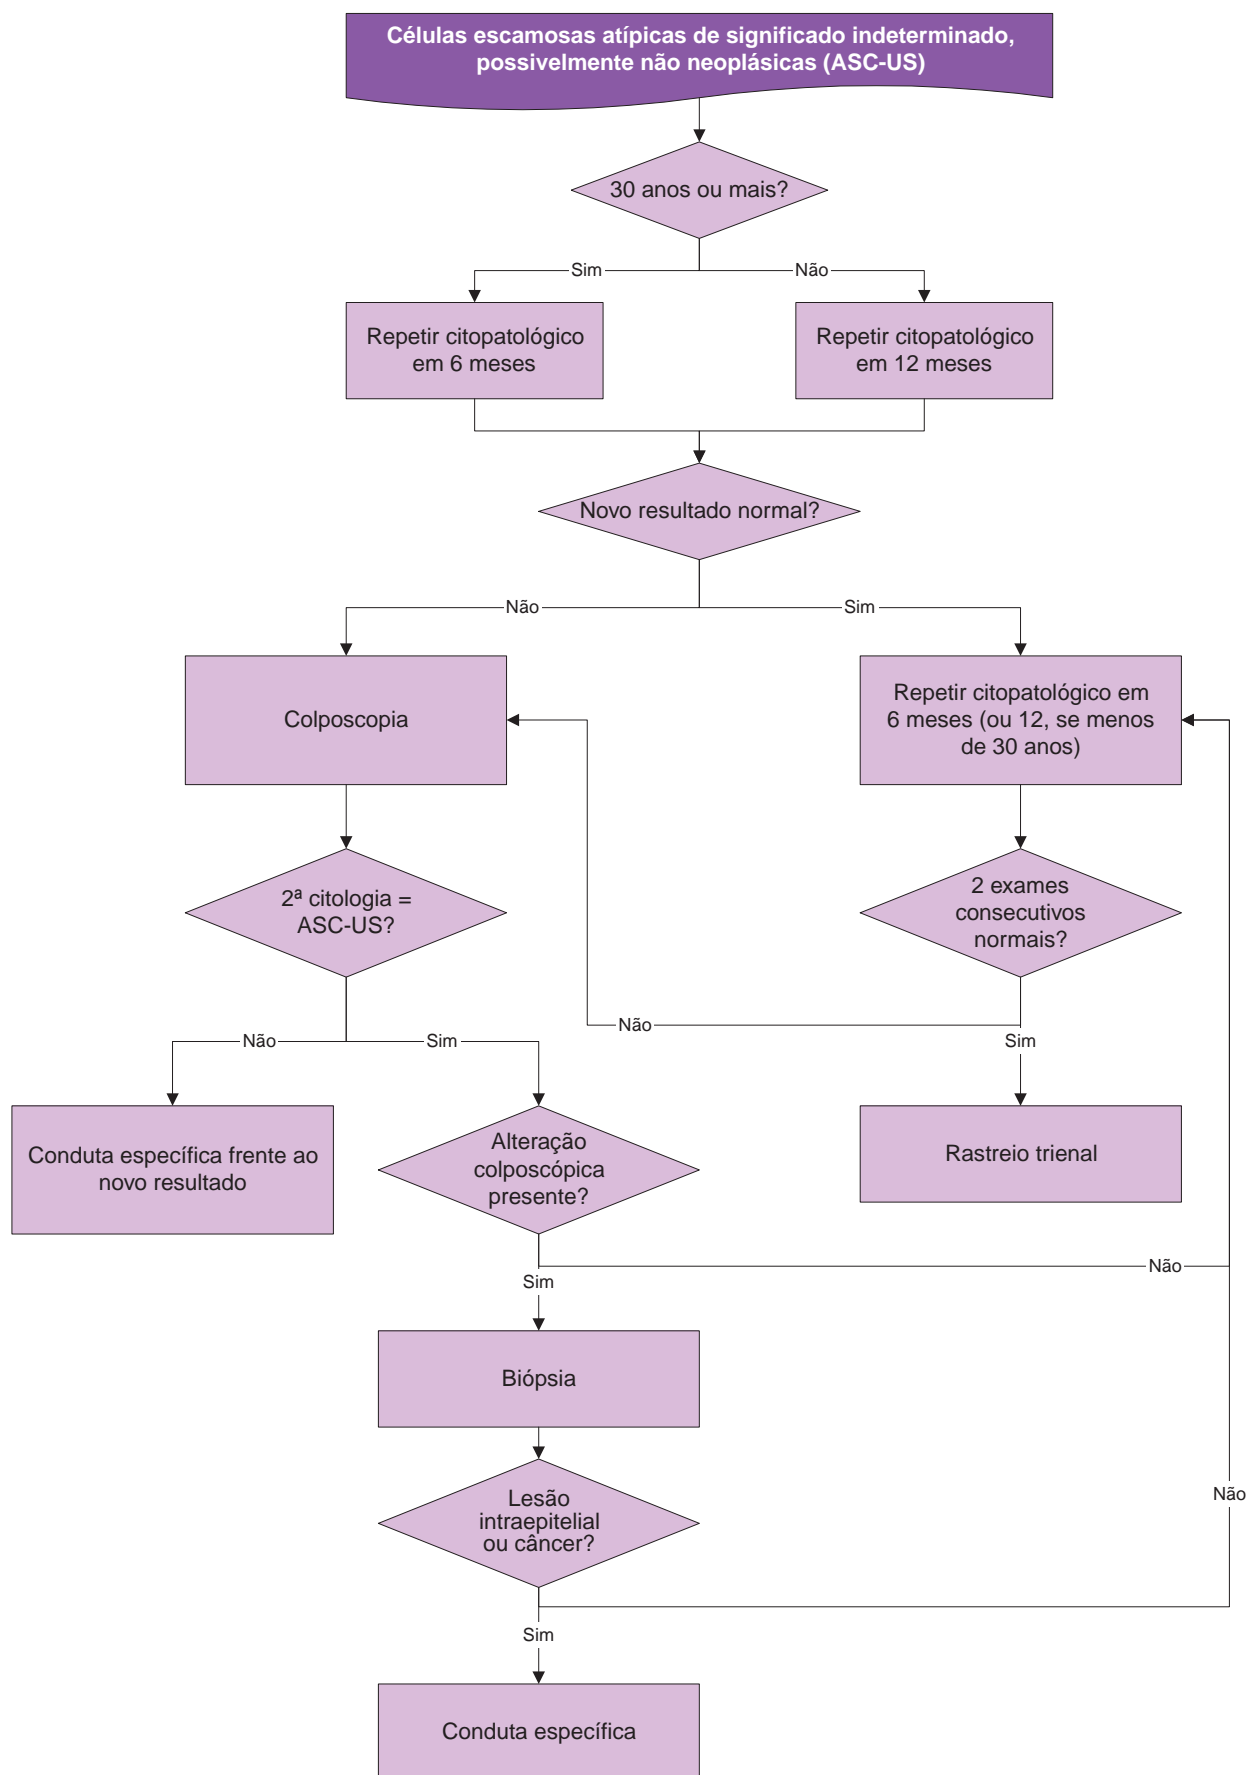 Células escamosas atípicas de significado indeterminado,
possivelmente não neoplásicas (ASC-US)
30 anos ou mais?
Sim
Não
Repetir citopatológico
em 6 meses
Repetir citopatológico
em 12 meses
Novo resultado normal?
Não
Sim
Colposcopia
Repetir citopatológico em
6 meses (ou 12, se menos
de 30 anos)
2ª citologia =
ASC-US?
2 exames
consecutivos
normais?
Não
Sim
Não
Sim
Conduta específica frente ao
novo resultado
Alteração
colposcópica
presente?
Rastreio trienal
Não
Sim
Biópsia
Lesão
intraepitelial
ou câncer?
Não
Sim
Conduta específica